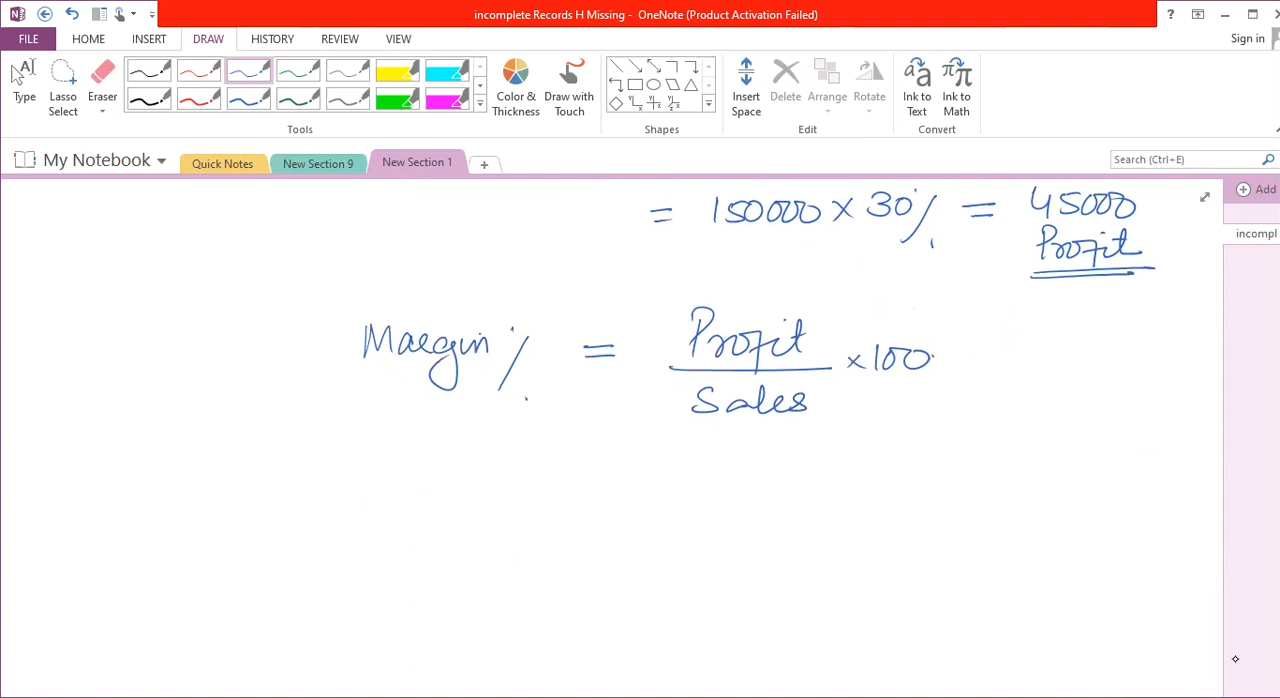 incomplete Records H Missing - OneNote (Product Activation Failed)
?
FILE HOME INSERT DRAW HISTORY REVIEW VIEW
Sign in
Type
Lasso Select
Eraser
Color & Thickness
Draw with Touch
Insert Space
Delete
Arrange
Rotate
Ink to Text
Ink to Math
Tools
Shapes
Edit
Convert
My Notebook
Quick Notes
New Section 9
New Section 1
Search (Ctrl+E)
Add
incompl
= 150000 × 30% = 45000
Profit
Margin % = Profit / Sales × 100